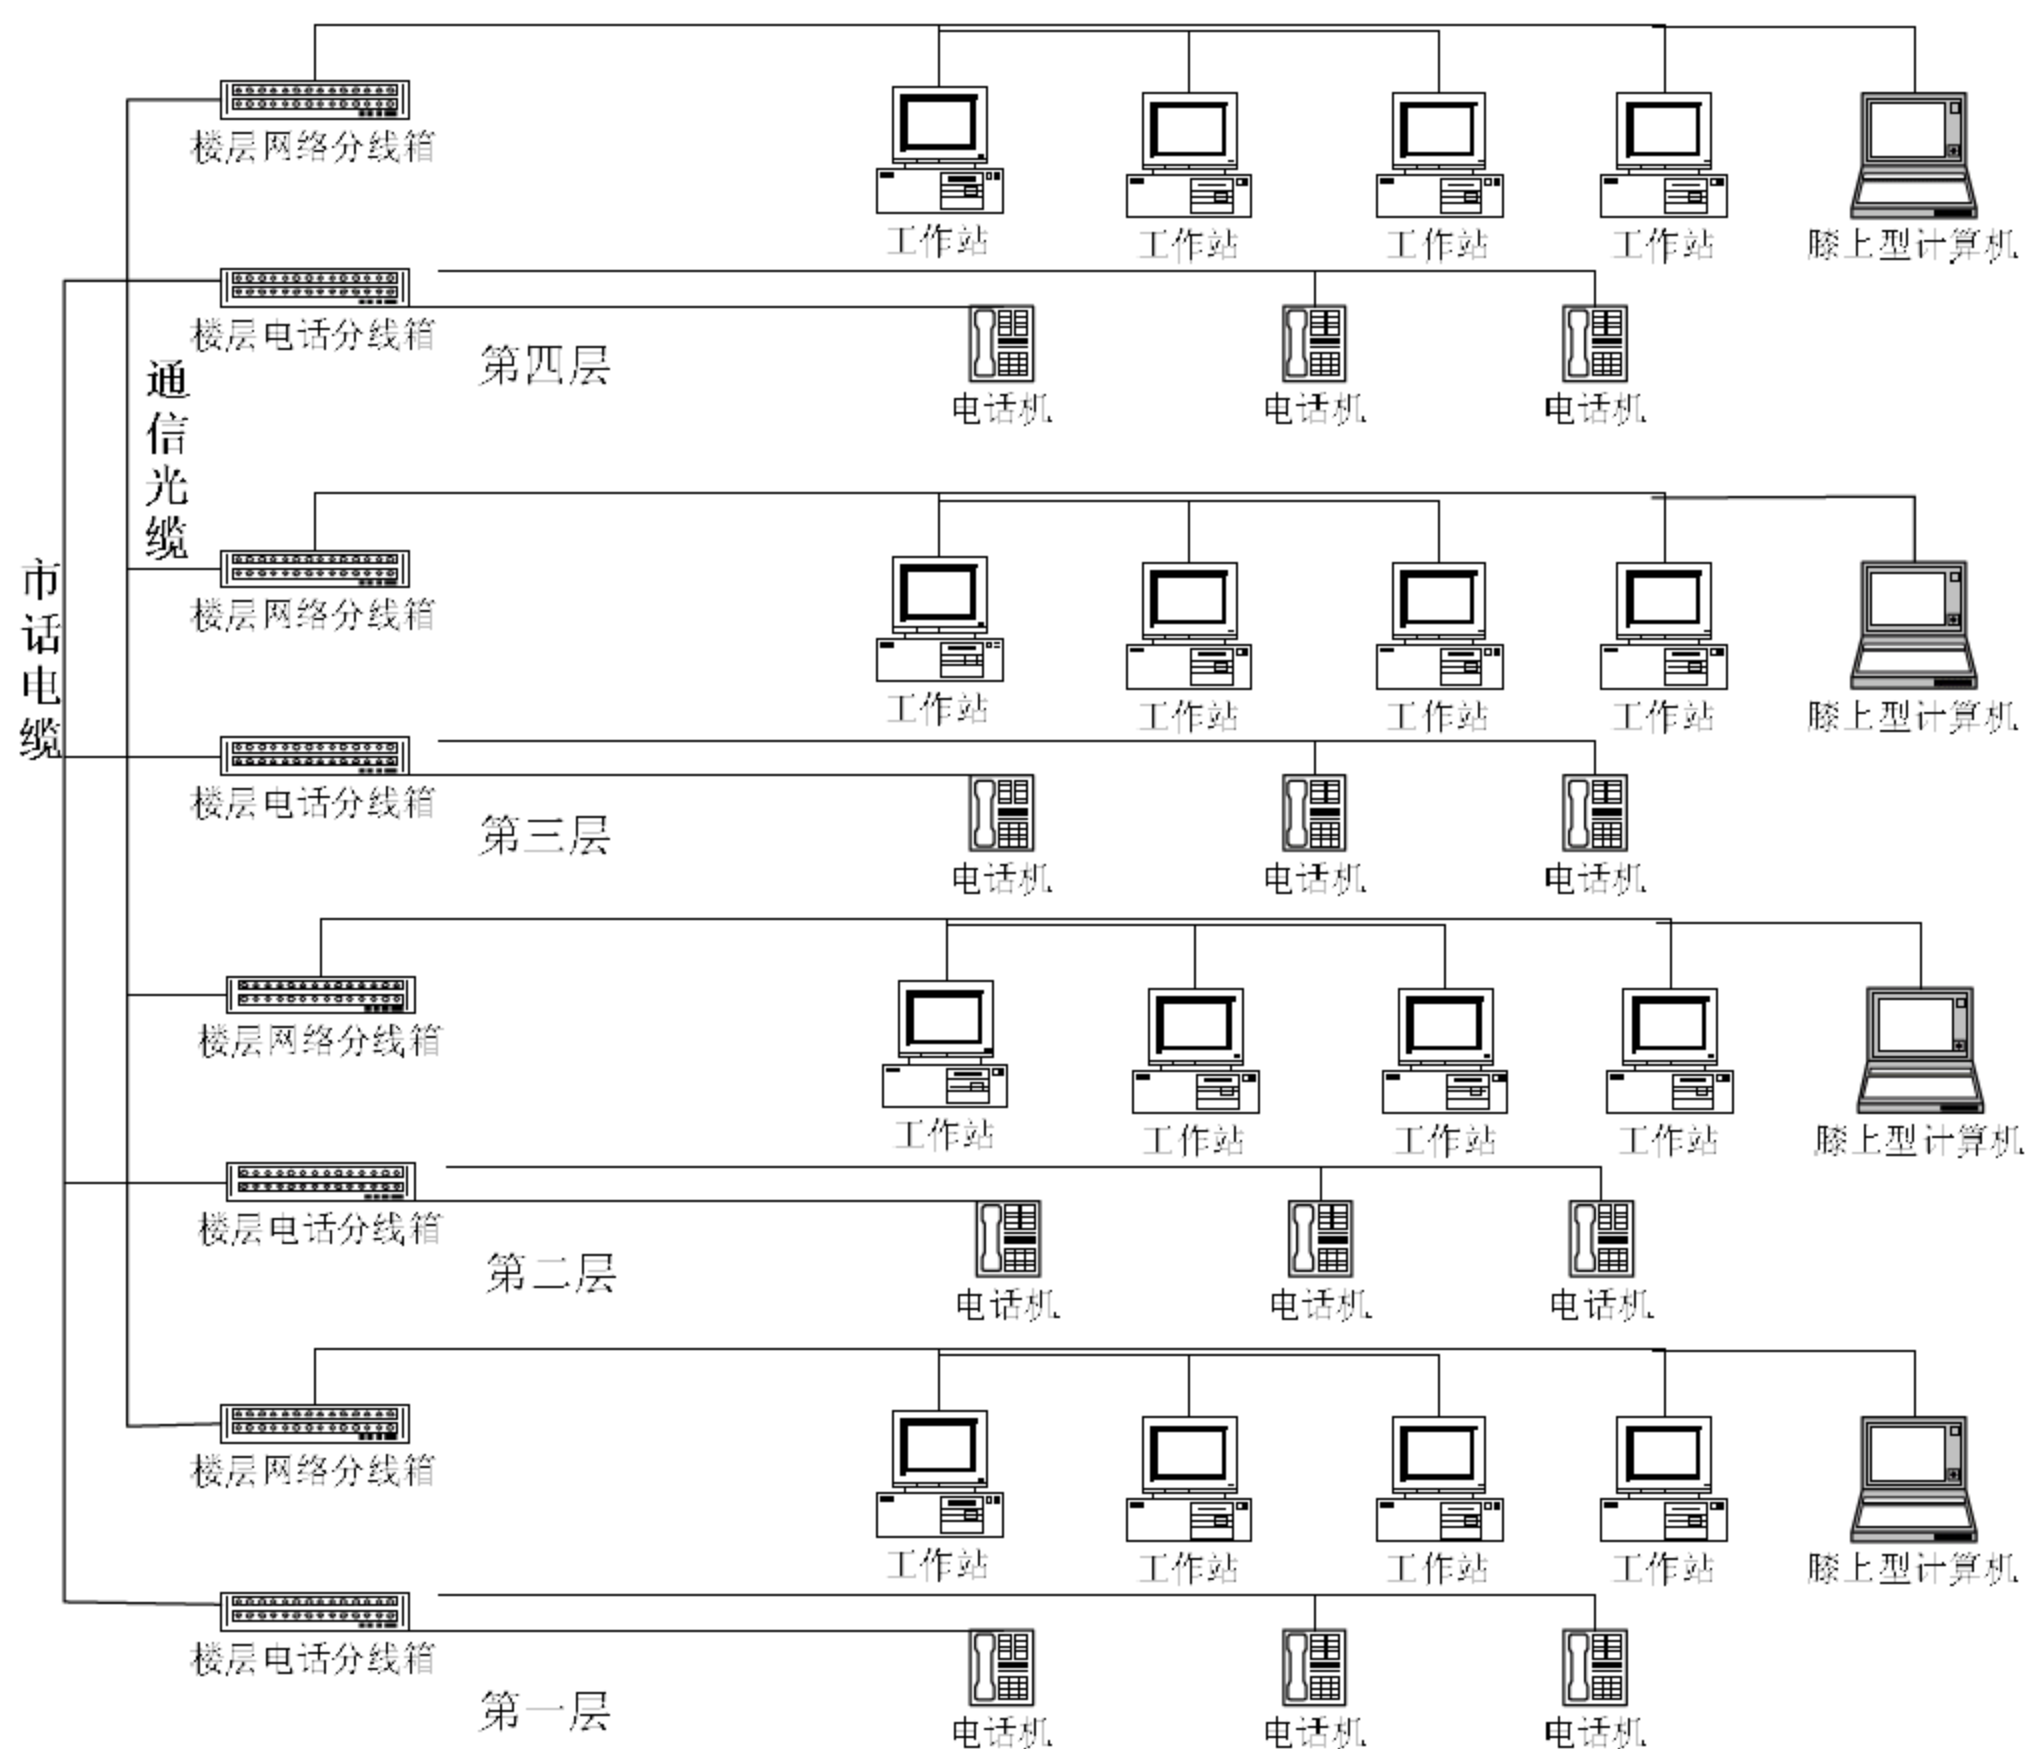 楼层网络分线箱
工作站
工作站
工作站
工作站
膝上型计算机
楼层电话分线箱
第四层
电话机
电话机
电话机
通信光缆
市话电缆
楼层网络分线箱
工作站
工作站
工作站
工作站
膝上型计算机
楼层电话分线箱
第三层
电话机
电话机
电话机
楼层网络分线箱
工作站
工作站
工作站
工作站
膝上型计算机
楼层电话分线箱
第二层
电话机
电话机
电话机
楼层网络分线箱
工作站
工作站
工作站
工作站
膝上型计算机
楼层电话分线箱
第一层
电话机
电话机
电话机